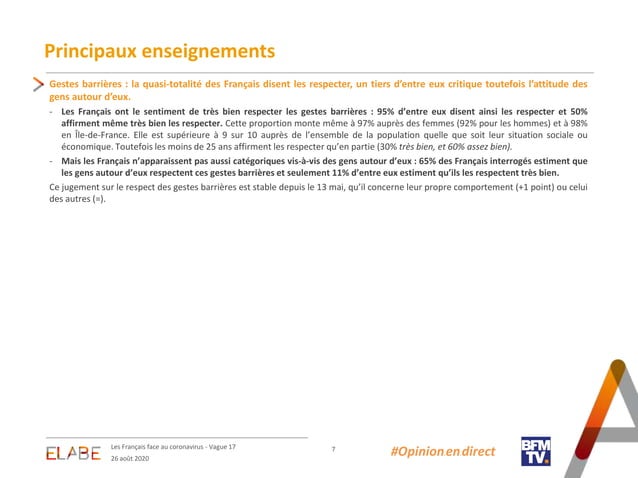 Principaux enseignements
Gestes barrières : la quasi-totalité des Français disent les respecter, un tiers d’entre eux critique toutefois l’attitude des
gens autour d’eux.
- Les Français ont le sentiment de très bien respecter les gestes barrières : 95% d’entre eux disent ainsi les respecter et 50%
affirment même très bien les respecter. Cette proportion monte même à 97% auprès des femmes (92% pour les hommes) et à 98%
en Île-de-France. Elle est supérieure à 9 sur 10 auprès de l’ensemble de la population quelle que soit leur situation sociale ou
économique. Toutefois les moins de 25 ans affirment les respecter qu’en partie (30% très bien, et 60% assez bien).
- Mais les Français n’apparaissent pas aussi catégoriques vis-à-vis des gens autour d’eux : 65% des Français interrogés estiment que
les gens autour d’eux respectent ces gestes barrières et seulement 11% d’entre eux estiment qu’ils les respectent très bien.
Ce jugement sur le respect des gestes barrières est stable depuis le 13 mai, qu’il concerne leur propre comportement (+1 point) ou celui
des autres (=).
ELABE
Les Français face au coronavirus - Vague 17
26 août 2020
7
#Opinion en direct
BFM
TV.